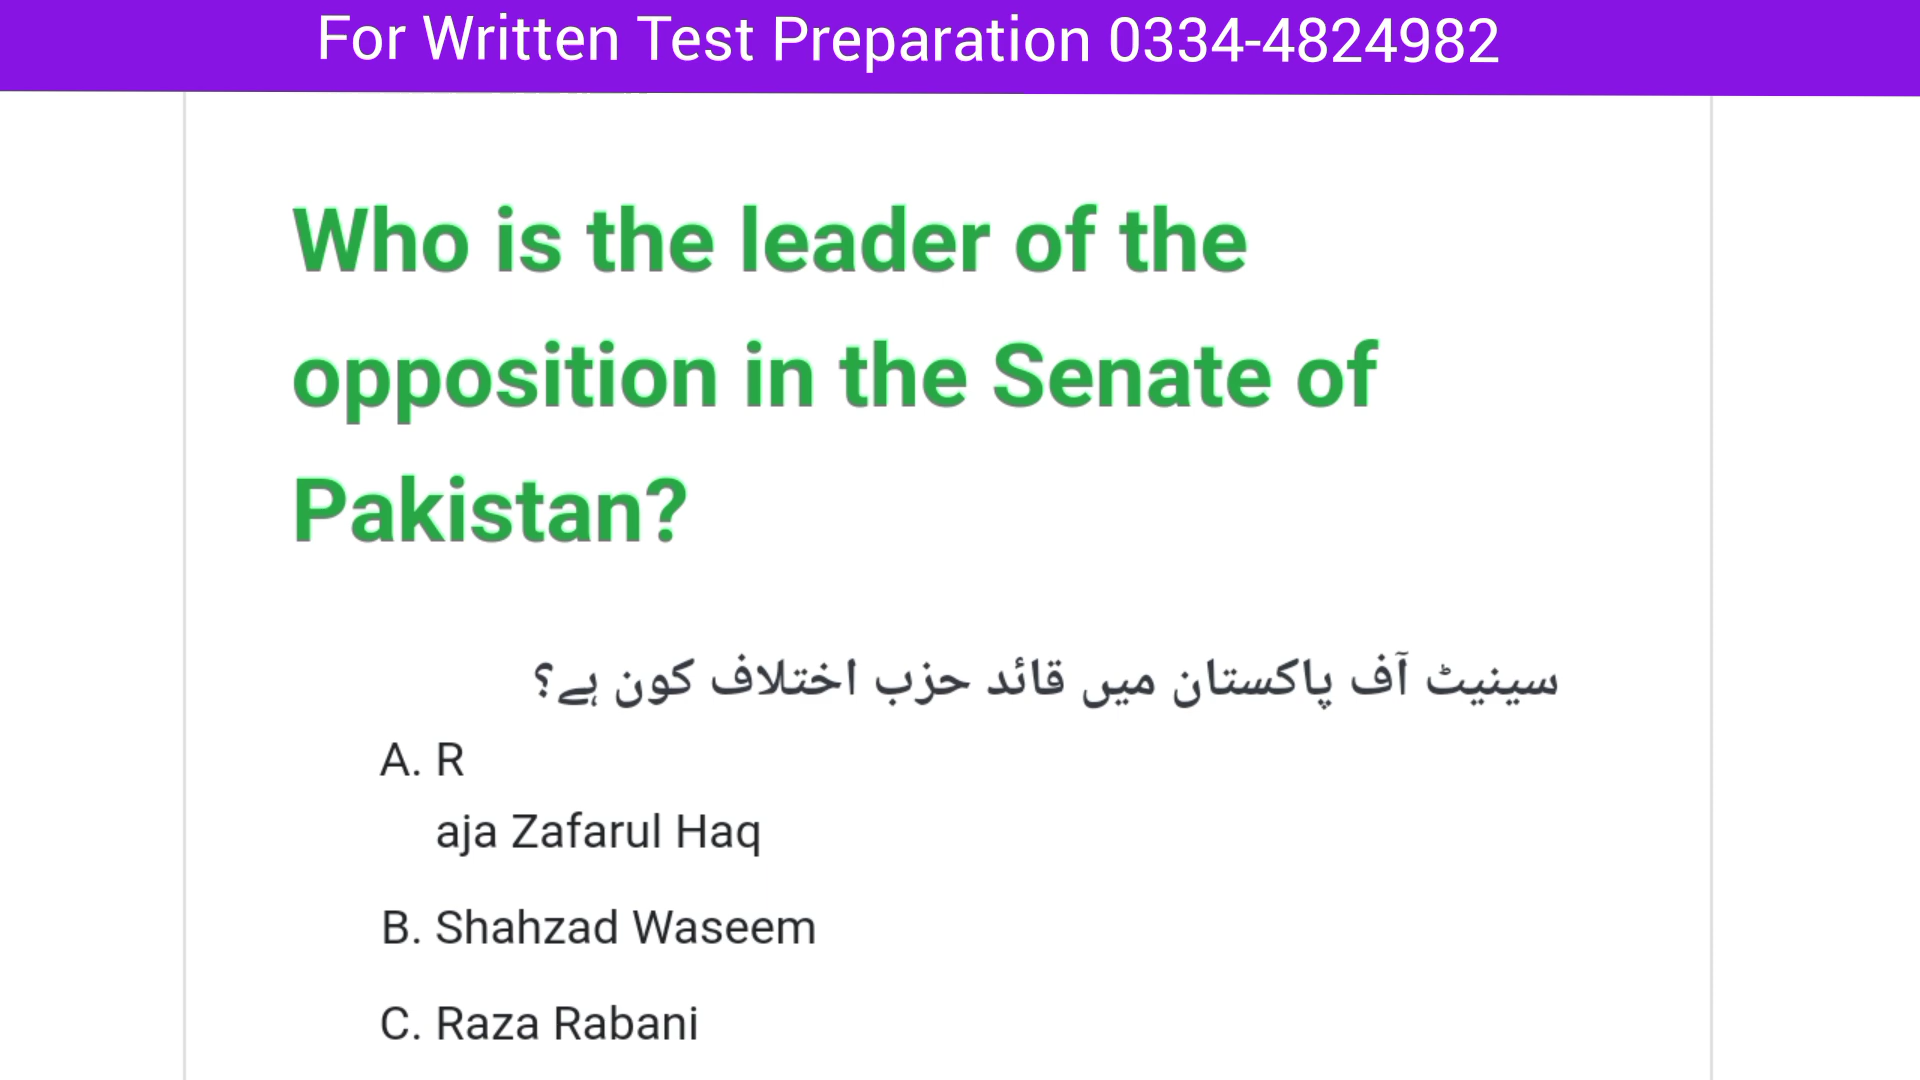 For Written Test Preparation 0334-4824982
Who is the leader of the
opposition in the Senate of
Pakistan?
سینیٹ آف پاکستان میں قائد حزب اختلاف کون ہے؟
A. R
aja Zafarul Haq
B. Shahzad Waseem
C. Raza Rabani